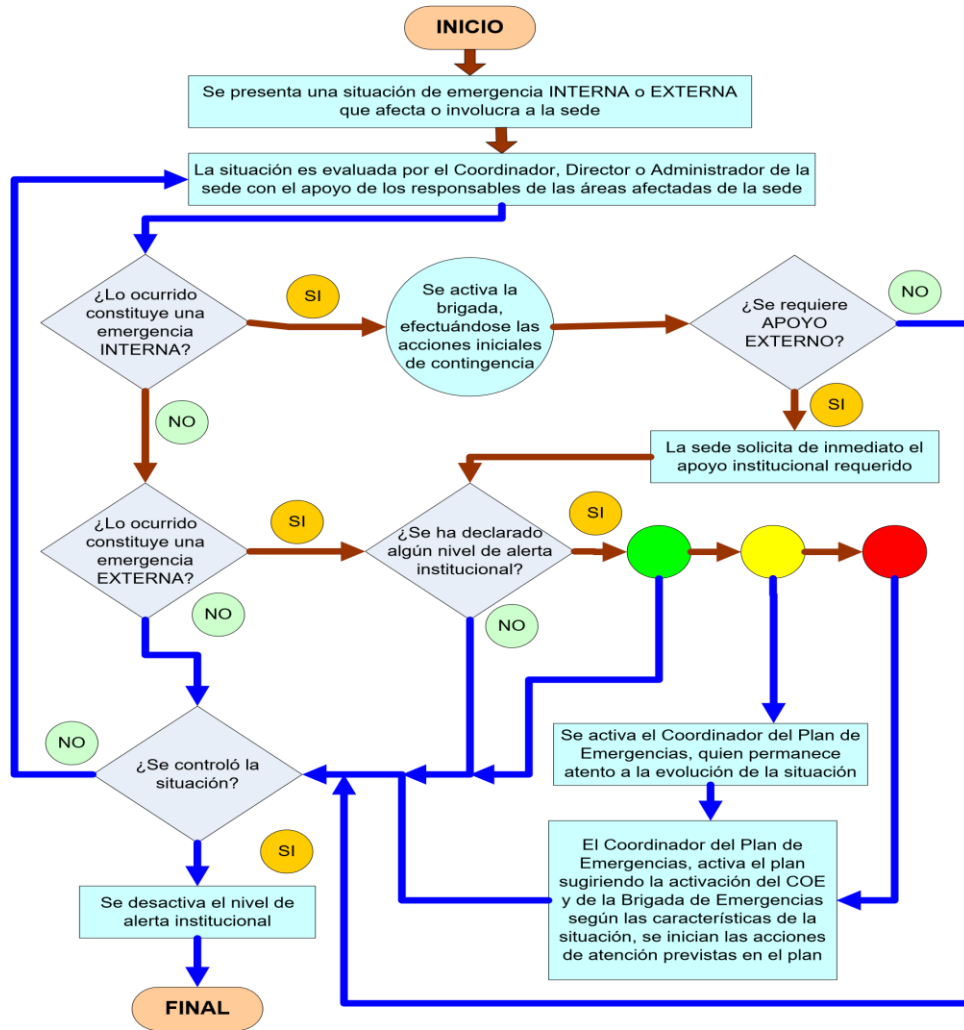 INICIO
Se presenta una situación de emergencia INTERNA o EXTERNA
que afecta o involucra a la sede
La situación es evaluada por el Coordinador, Director o Administrador de la
sede con el apoyo de los responsables de las áreas afectadas de la sede
¿Lo ocurrido
constituye una
emergencia
INTERNA?
SI
Se activa la
brigada,
efectuándose las
acciones iniciales
de contingencia
¿Se requiere
APOYO
EXTERNO?
NO
NO
SI
La sede solicita de inmediato el
apoyo institucional requerido
¿Lo ocurrido
constituye una
emergencia
EXTERNA?
SI
¿Se ha declarado
algún nivel de alerta
institucional?
SI
NO
NO
Se activa el Coordinador del Plan de
Emergencias, quien permanece
atento a la evolución de la situación
NO
¿Se controló la
situación?
SI
El Coordinador del Plan de
Emergencias, activa el plan
sugiriendo la activación del COE
y de la Brigada de Emergencias
según las características de la
situación, se inician las acciones
de atención previstas en el plan
Se desactiva el nivel de
alerta institucional
FINAL